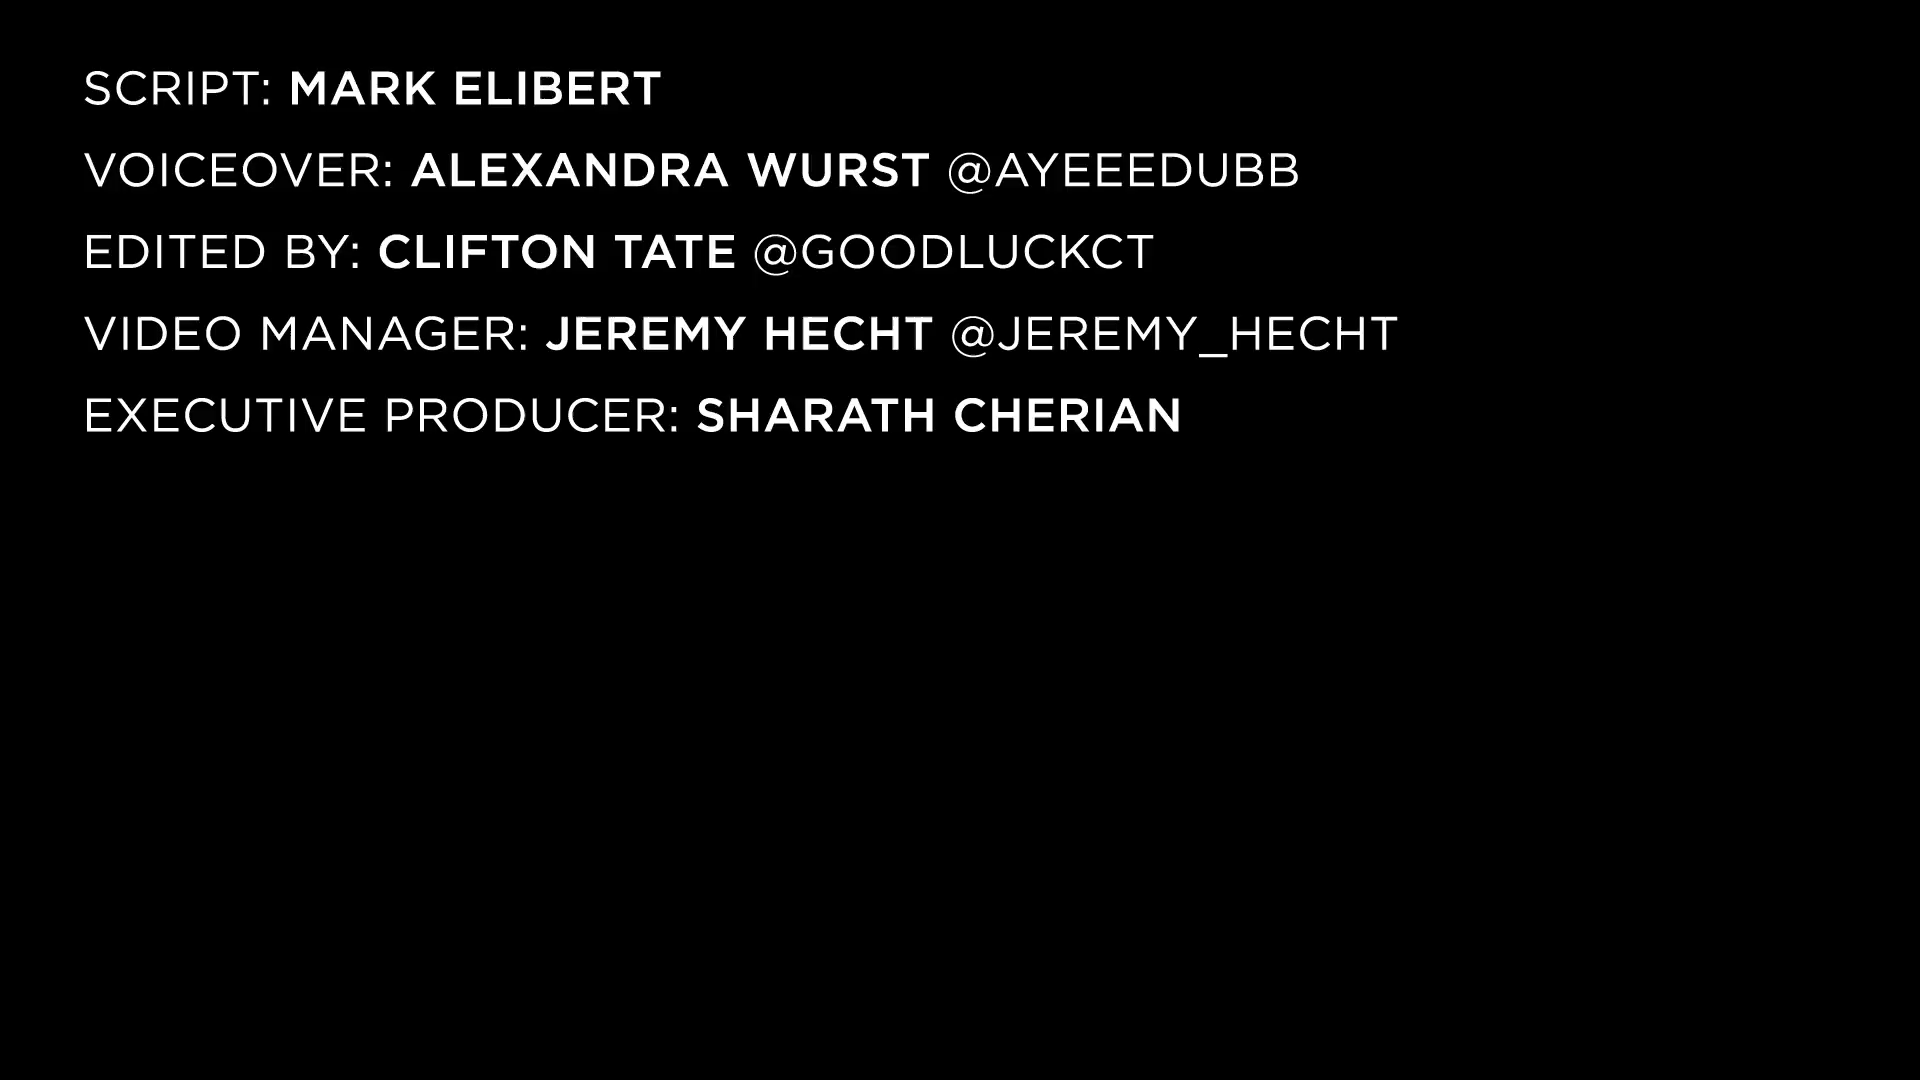 SCRIPT: MARK ELIBERT
VOICEOVER: ALEXANDRA WURST @AYEEEDUBB
EDITED BY: CLIFTON TATE @GOODLUCKCT
VIDEO MANAGER: JEREMY HECHT @JEREMY_HECHT
EXECUTIVE PRODUCER: SHARATH CHERIAN